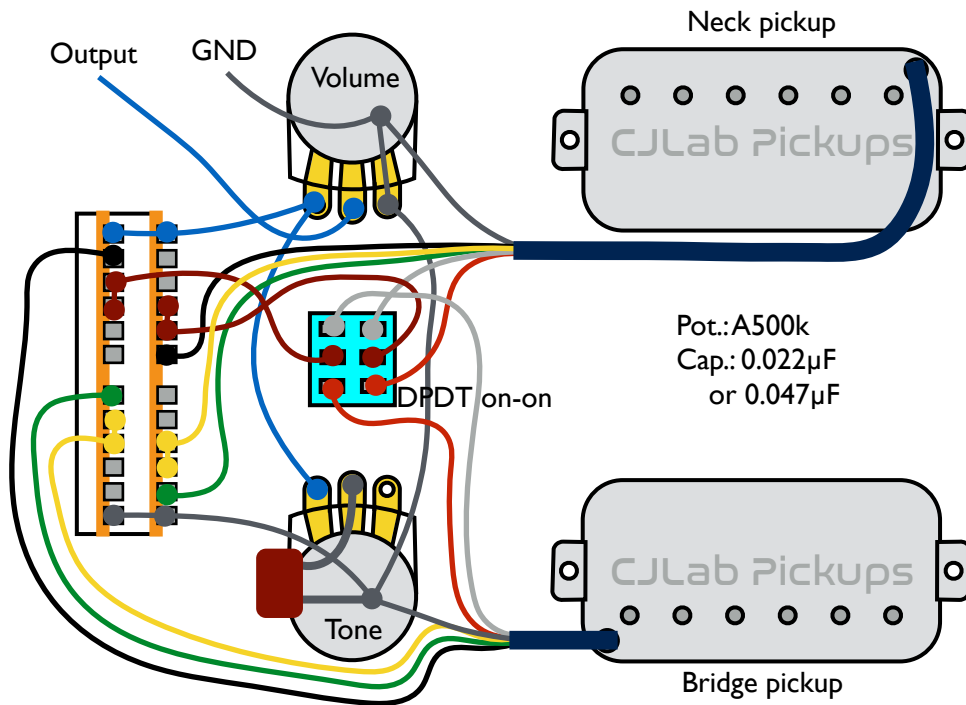 Neck pickup
Output
GND
Volume
CJLab Pickups
Pot.: A500k
Cap.: 0.022µF
or 0.047µF
DPDT on-on
CJLab Pickups
Tone
Bridge pickup